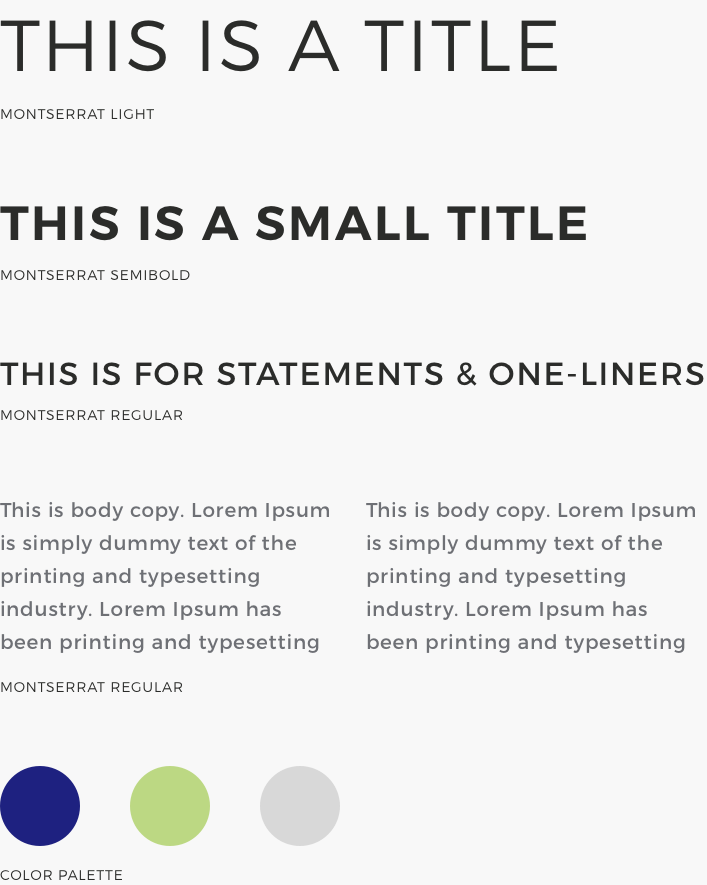 THIS IS A TITLE
MONTSERRAT LIGHT
THIS IS A SMALL TITLE
MONTSERRAT SEMIBOLD
THIS IS FOR STATEMENTS & ONE-LINERS
MONTSERRAT REGULAR
This is body copy. Lorem Ipsum
is simply dummy text of the
printing and typesetting
industry. Lorem Ipsum has
been printing and typesetting
This is body copy. Lorem Ipsum
is simply dummy text of the
printing and typesetting
industry. Lorem Ipsum has
been printing and typesetting
MONTSERRAT REGULAR
COLOR PALETTE